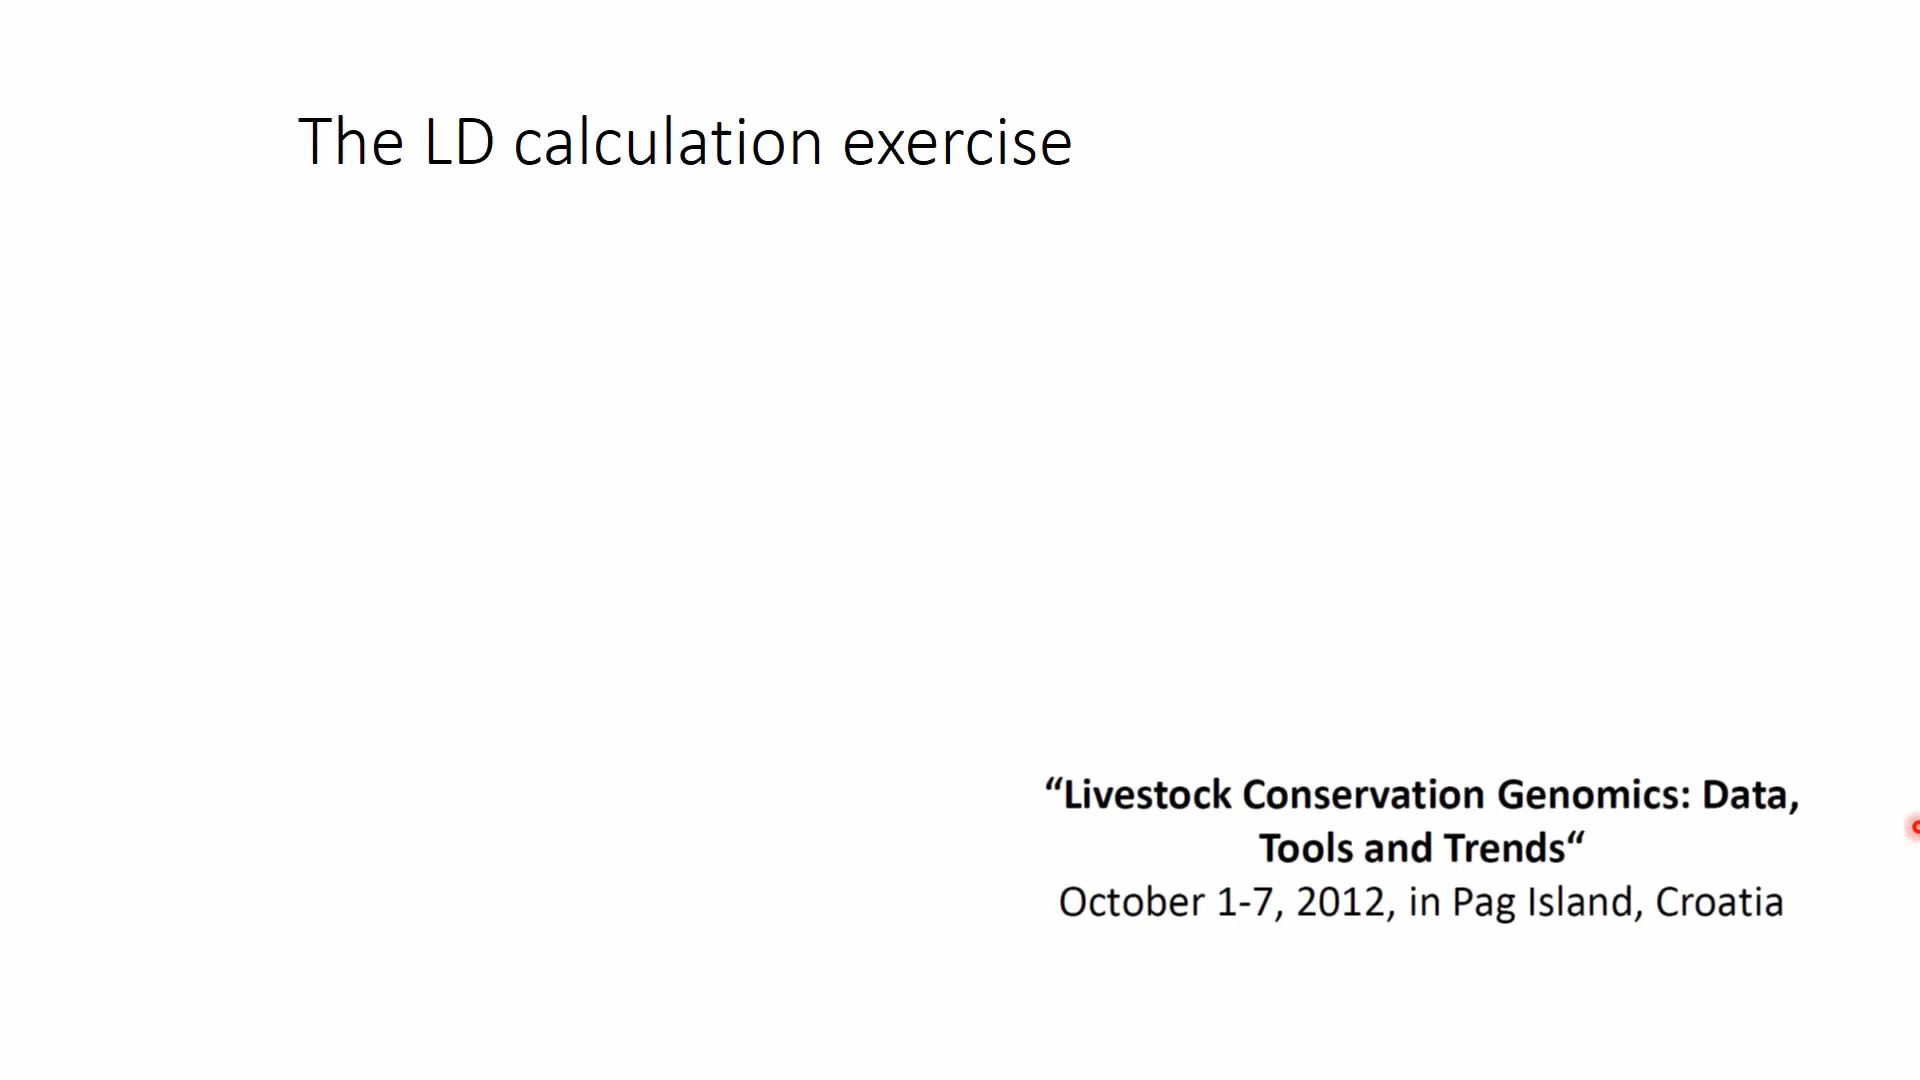 The LD calculation exercise
“Livestock Conservation Genomics: Data,
Tools and Trends“
October 1-7, 2012, in Pag Island, Croatia